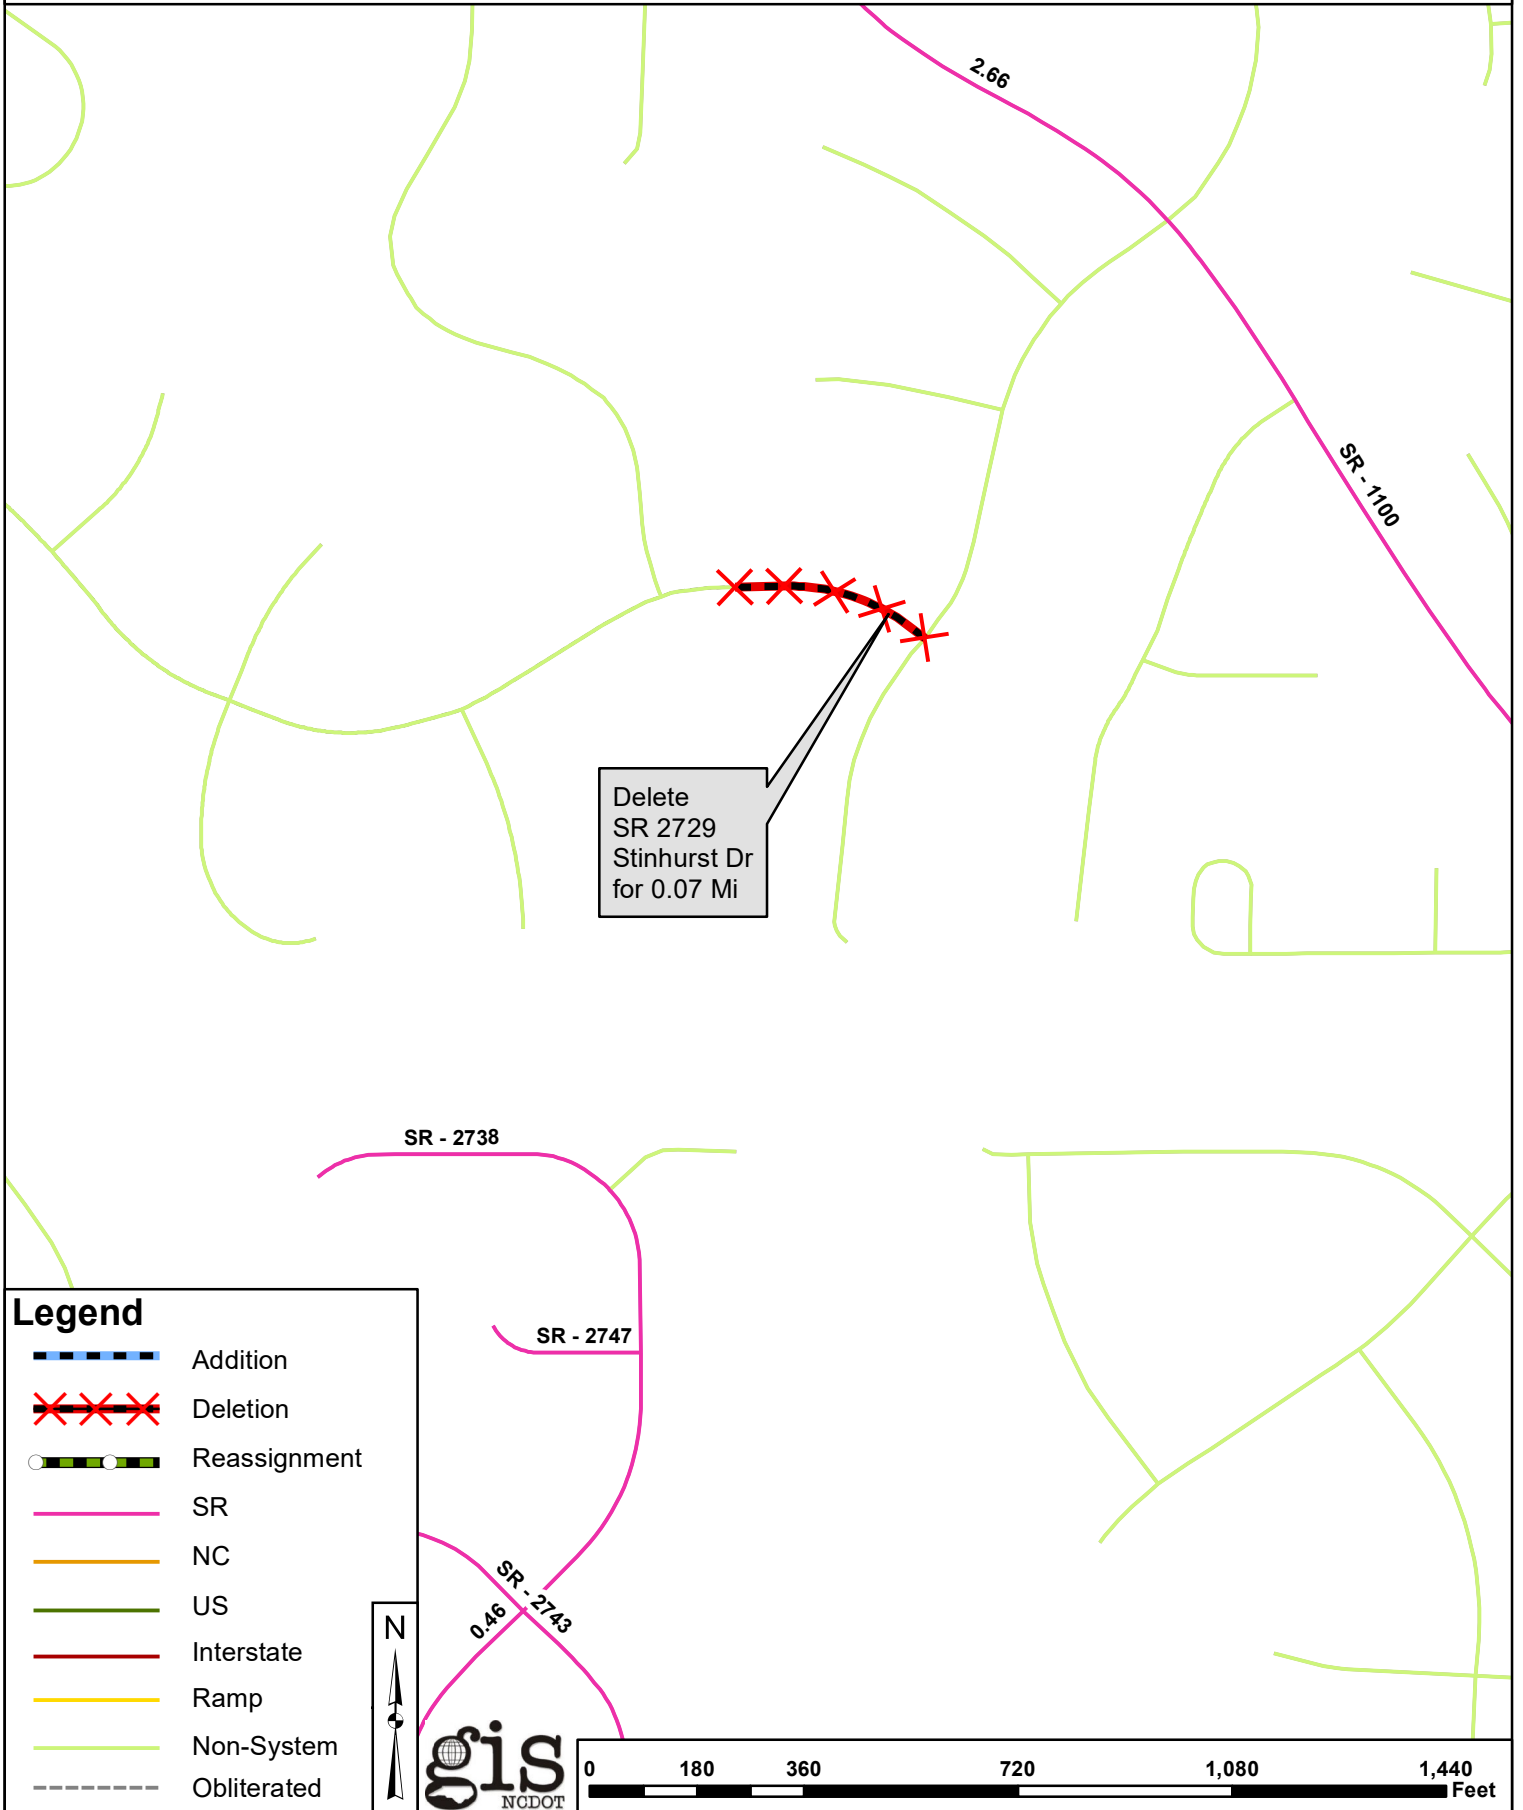 2.66
SR - 1100
Delete
SR 2729
Stinhurst Dr
for 0.07 Mi
SR - 2738
SR - 2747
SR - 2743
0.46
Legend
Addition
Deletion
Reassignment
SR
NC
US
Interstate
Ramp
Non-System
Obliterated
N
gis
NCDOT
0 180 360 720 1,080 1,440
Feet